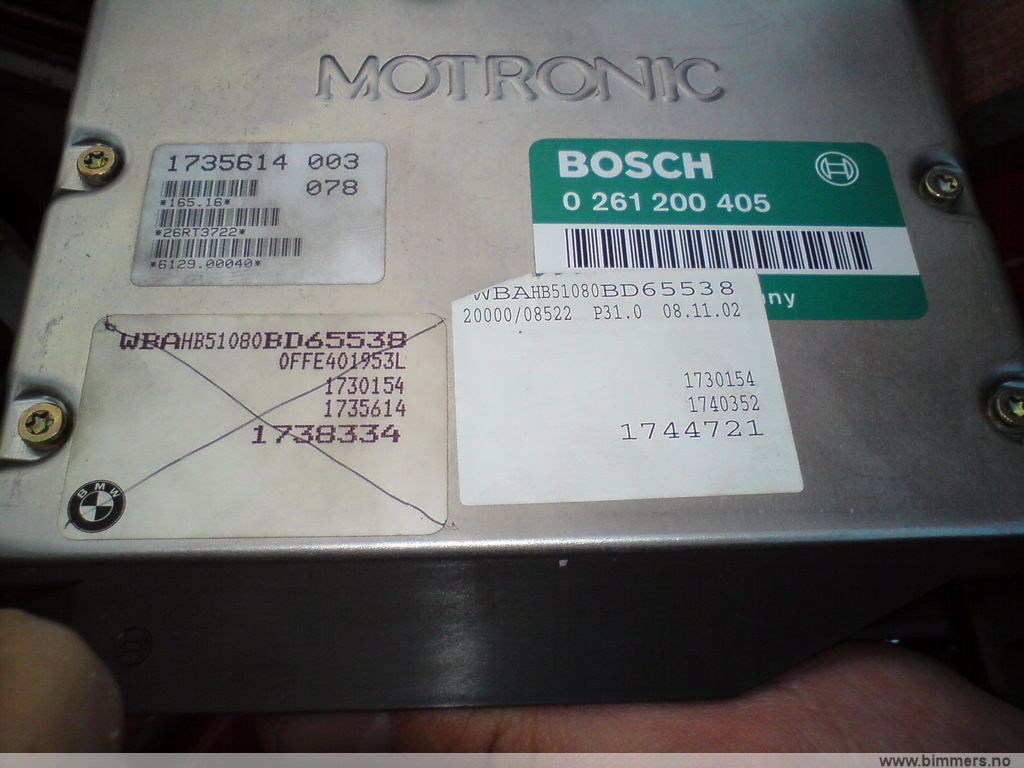 MOTRONIC
1735614 003
078
*165.16*
*26RT3722*
*6129.00040*
BOSCH
0 261 200 405
ny
WBAHB51080BD65538
0FFE401953L
1730154
1735614
1738334
BMW
WBAHB51080BD65538
20000/08522 P31.0 08.11.02
1730154
1740352
1744721
www.bimmers.no